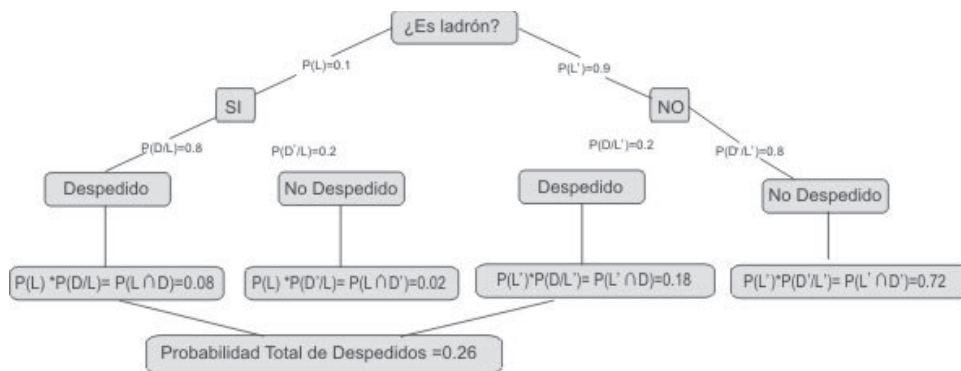 ¿Es ladrón?
P(L)=0.1
P(L')=0.9
SI
NO
P(D/L)=0.8
P(D'/L)=0.2
P(D/L')=0.2
P(D'/L')=0.8
Despedido
No Despedido
Despedido
No Despedido
P(L) *P(D/L)= P(L ∩ D)=0.08
P(L) *P(D'/L)= P(L ∩ D')=0.02
P(L')*P(D/L')= P(L' ∩ D)=0.18
P(L')*P(D'/L')= P(L' ∩ D')=0.72
Probabilidad Total de Despedidos =0.26